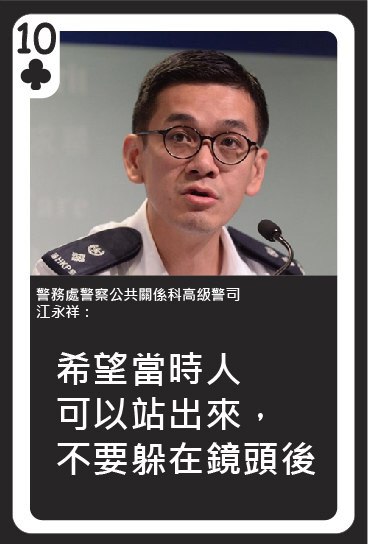 10
警務處警察公共關係科高級警司
江永祥：
希望當時人
可以站出來，
不要躲在鏡頭後